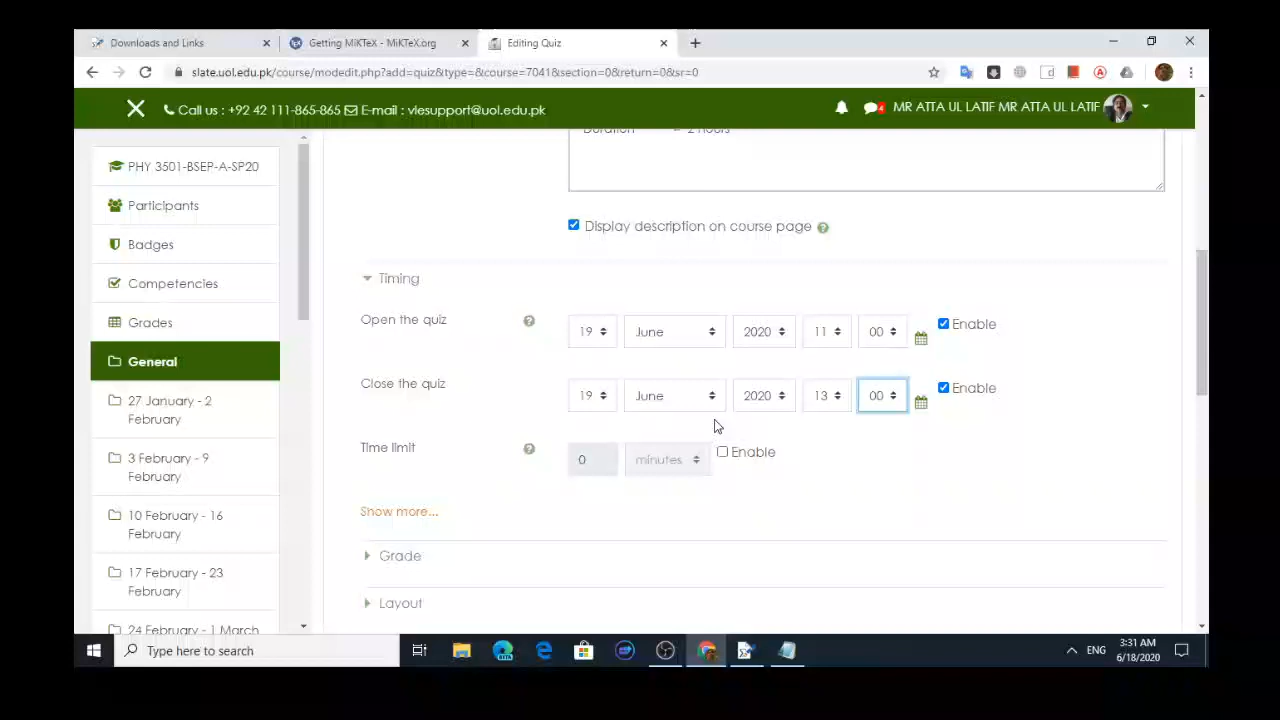 Downloads and Links
Getting MiKTeX - MiKTeX.org
Editing Quiz
slate.uol.edu.pk/course/modedit.php?add=quiz&type=&course=7041&section=0&return=0&sr=0
Call us : +92 42 111-865-865 E-mail : vlesupport@uol.edu.pk
4
MR ATTA UL LATIF MR ATTA UL LATIF
Duration = 2 hours
PHY 3501-BSEP-A-SP20
Participants
Badges
Competencies
Grades
General
27 January - 2
February
3 February - 9
February
10 February - 16
February
17 February - 23
February
24 February - 1 March
Display description on course page
Timing
Open the quiz
19 June 2020 11 00 Enable
Close the quiz
19 June 2020 13 00 Enable
Time limit
0 minutes Enable
Show more...
Grade
Layout
Type here to search
ENG
3:31 AM
6/18/2020